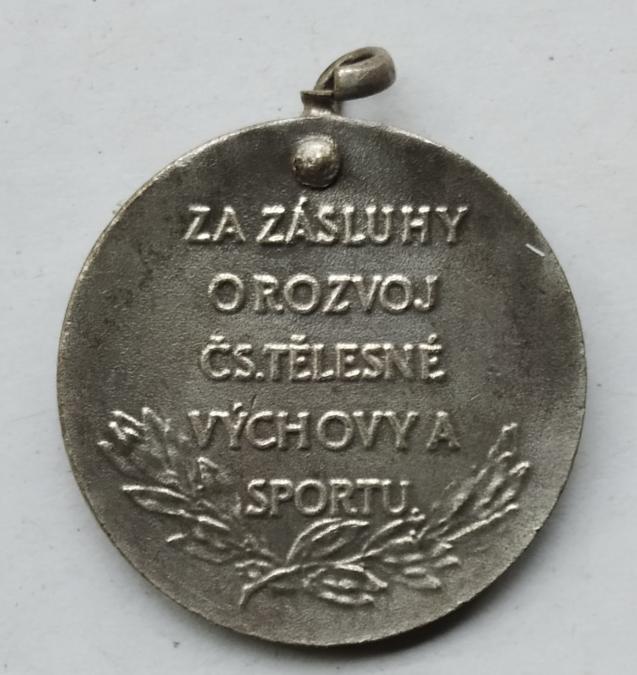 ZA ZÁSLUHY
O ROZVOJ
ČS. TĚLESNÉ
VÝCHOVY A
SPORTU.